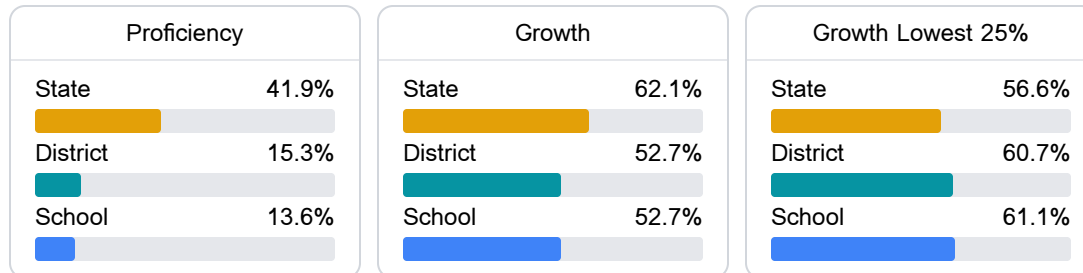 Proficiency
State 41.9%
District 15.3%
School 13.6%
Growth
State 62.1%
District 52.7%
School 52.7%
Growth Lowest 25%
State 56.6%
District 60.7%
School 61.1%